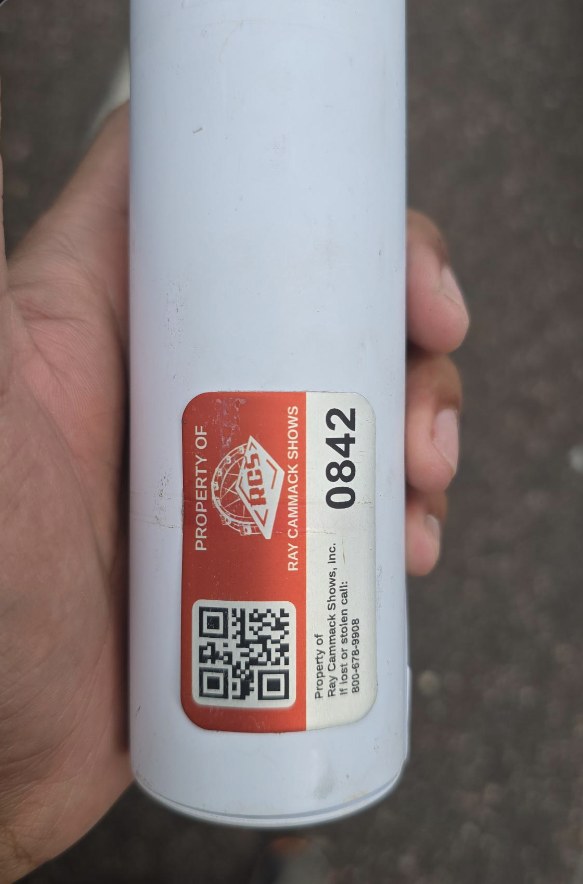 PROPERTY OF
RCS
RAY CAMMACK SHOWS
0842
Property of
Ray Cammack Shows, Inc.
If lost or stolen call:
800-678-9908